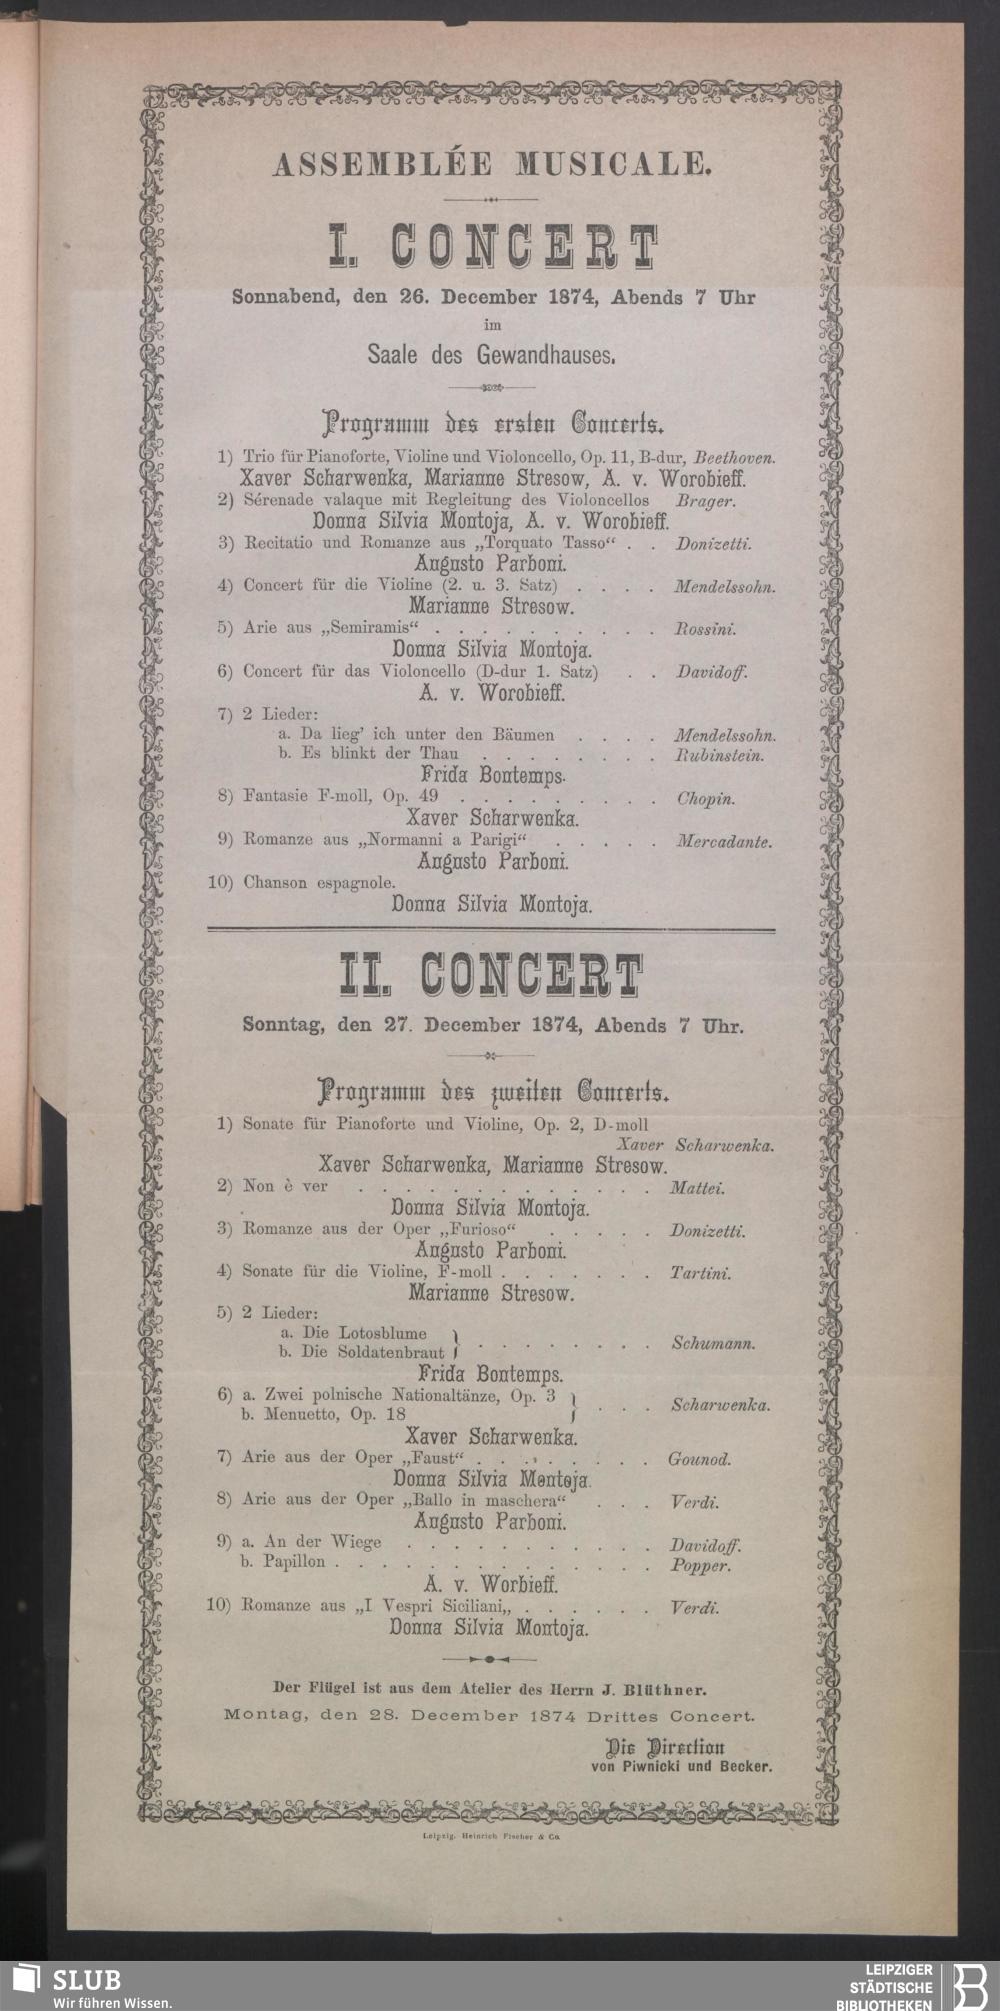 ASSEMBLÉE MUSICALE.
I. CONCERT
Sonnabend, den 26. December 1874, Abends 7 Uhr
im
Saale des Gewandhauses.
Programm des ersten Concerts.
1) Trio für Pianoforte, Violine und Violoncello, Op. 11, B-dur, Beethoven.
Xaver Scharwenka, Marianne Stresow, A. v. Worobieff.
2) Sérenade valaque mit Regleitung des Violoncellos Brager.
Donna Silvia Montoja, A. v. Worobieff.
3) Recitatio und Romanze aus „Torquato Tasso“ . . Donizetti.
Augusto Parboni.
4) Concert für die Violine (2. u. 3. Satz) . . . . Mendelssohn.
Marianne Stresow.
5) Arie aus „Semiramis“ . . . . . . . . . . Rossini.
Donna Silvia Montoja.
6) Concert für das Violoncello (D-dur 1. Satz) . . Davidoff.
A. v. Worobieff.
7) 2 Lieder:
a. Da lieg' ich unter den Bäumen . . . . Mendelssohn.
b. Es blinkt der Thau . . . . . . . . Rubinstein.
Frida Bontemps.
8) Fantasie F-moll, Op. 49 . . . . . . . . . Chopin.
Xaver Scharwenka.
9) Romanze aus „Normanni a Parigi“ . . . . . Mercadante.
Augusto Parboni.
10) Chanson espagnole.
Donna Silvia Montoja.
II. CONCERT
Sonntag, den 27. December 1874, Abends 7 Uhr.
Programm des zweiten Concerts.
1) Sonate für Pianoforte und Violine, Op. 2, D-moll
Xaver Scharwenka.
Xaver Scharwenka, Marianne Stresow.
2) Non è ver . . . . . . . . . . . . . Mattei.
Donna Silvia Montoja.
3) Romanze aus der Oper „Furioso“ . . . . . Donizetti.
Augusto Parboni.
4) Sonate für die Violine, F-moll . . . . . . . Tartini.
Marianne Stresow.
5) 2 Lieder:
a. Die Lotosblume
b. Die Soldatenbraut } . . . . . . . . Schumann.
Frida Bontemps.
6) a. Zwei polnische Nationaltänze, Op. 3
b. Menuetto, Op. 18 } . . . Scharwenka.
Xaver Scharwenka.
7) Arie aus der Oper „Faust“ . . . . . . . . Gounod.
Donna Silvia Montoja.
8) Arie aus der Oper „Ballo in maschera“ . . . Verdi.
Augusto Parboni.
9) a. An der Wiege . . . . . . . . . . . Davidoff.
b. Papillon . . . . . . . . . . . . . . Popper.
A. v. Worbieff.
10) Romanze aus „I Vespri Siciliani„ . . . . . . Verdi.
Donna Silvia Montoja.
Der Flügel ist aus dem Atelier des Herrn J. Blüthner.
Montag, den 28. December 1874 Drittes Concert.
Die Direction
von Piwnicki und Becker.
Leipzig. Heinrich Fischer & Co.
SLUB
Wir führen Wissen.
LEIPZIGER
STÄDTISCHE
BIBLIOTHEKEN